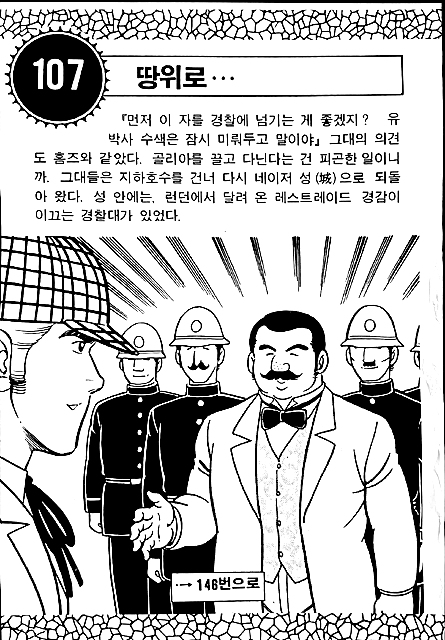 107
땅위로…
『먼저 이 자를 경찰에 넘기는 게 좋겠지? 유
박사 수색은 잠시 미뤄두고 말이야』 그대의 의견
도 홈즈와 같았다. 골리아를 끌고 다닌다는 건 피곤한 일이니
까. 그대들은 지하호수를 건너 다시 네이저 성(城)으로 되돌
아 왔다. 성 안에는, 런던에서 달려 온 레스트레이드 경감이
이끄는 경찰대가 있었다.
…→ 146번으로